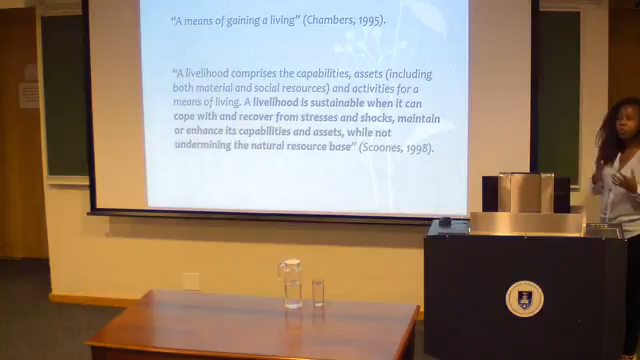 "A means of gaining a living" (Chambers, 1995).
"A livelihood comprises the capabilities, assets (including
both material and social resources) and activities for a
means of living. A livelihood is sustainable when it can
cope with and recover from stresses and shocks, maintain
or enhance its capabilities and assets, while not
undermining the natural resource base" (Scoones, 1998).